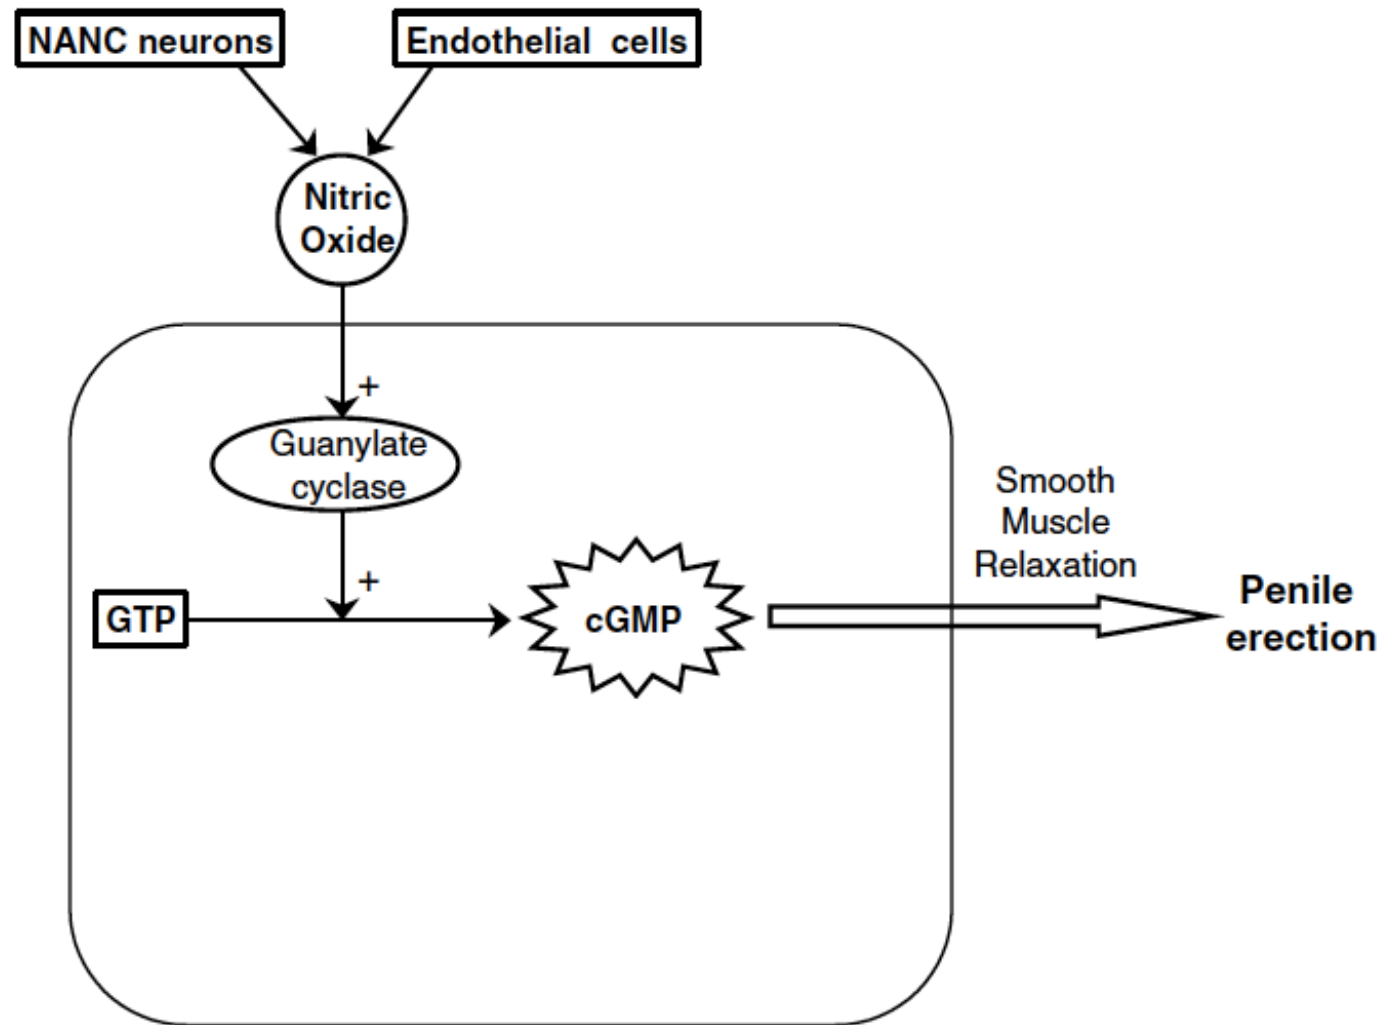 NANC neurons
Endothelial cells
Nitric
Oxide
+
Guanylate
cyclase
+
GTP
cGMP
Smooth
Muscle
Relaxation
Penile
erection